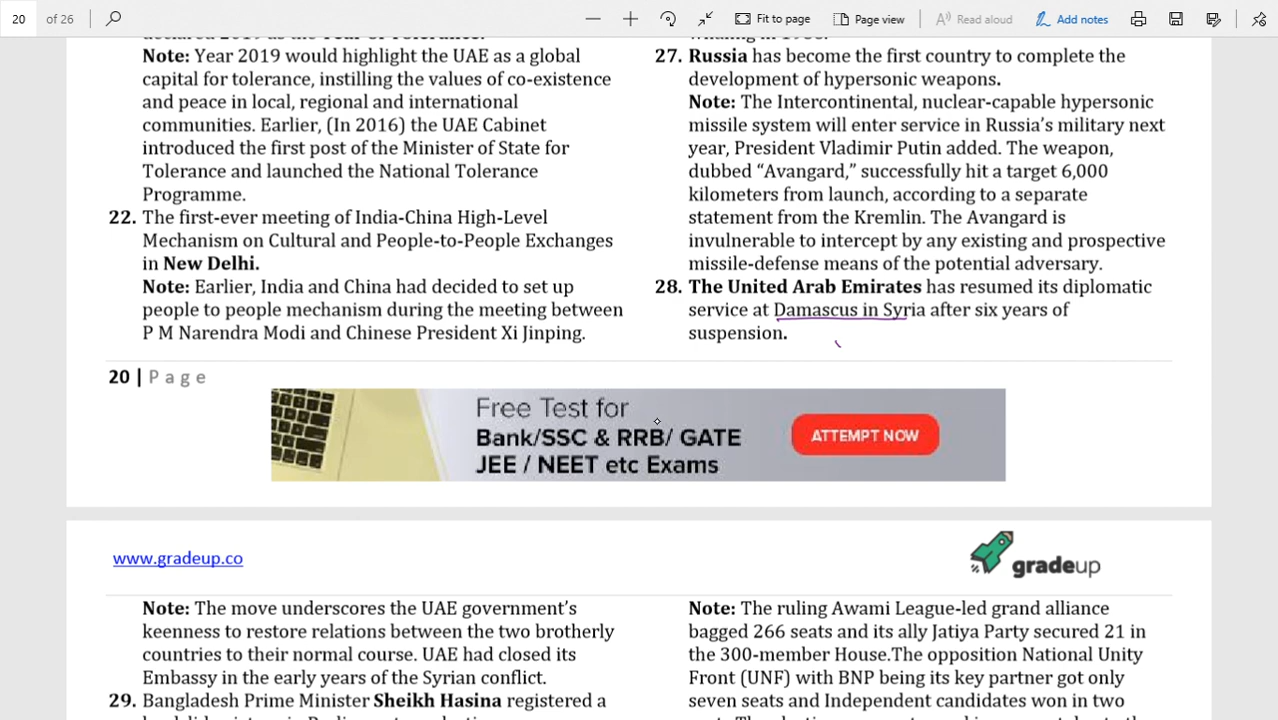 20 of 26 Fit to page Page view Read aloud Add notes
Note: Year 2019 would highlight the UAE as a global
capital for tolerance, instilling the values of co-existence
and peace in local, regional and international
communities. Earlier, (In 2016) the UAE Cabinet
introduced the first post of the Minister of State for
Tolerance and launched the National Tolerance
Programme.
22. The first-ever meeting of India-China High-Level
Mechanism on Cultural and People-to-People Exchanges
in New Delhi.
Note: Earlier, India and China had decided to set up
people to people mechanism during the meeting between
P M Narendra Modi and Chinese President Xi Jinping.
27. Russia has become the first country to complete the
development of hypersonic weapons.
Note: The Intercontinental, nuclear-capable hypersonic
missile system will enter service in Russia's military next
year, President Vladimir Putin added. The weapon,
dubbed “Avangard,” successfully hit a target 6,000
kilometers from launch, according to a separate
statement from the Kremlin. The Avangard is
invulnerable to intercept by any existing and prospective
missile-defense means of the potential adversary.
28. The United Arab Emirates has resumed its diplomatic
service at Damascus in Syria after six years of
suspension.
20 | Page
Free Test for
Bank/SSC & RRB/ GATE
JEE / NEET etc Exams
ATTEMPT NOW
www.gradeup.co
gradeup
Note: The move underscores the UAE government's
keenness to restore relations between the two brotherly
countries to their normal course. UAE had closed its
Embassy in the early years of the Syrian conflict.
29. Bangladesh Prime Minister Sheikh Hasina registered a
Note: The ruling Awami League-led grand alliance
bagged 266 seats and its ally Jatiya Party secured 21 in
the 300-member House.The opposition National Unity
Front (UNF) with BNP being its key partner got only
seven seats and Independent candidates won in two